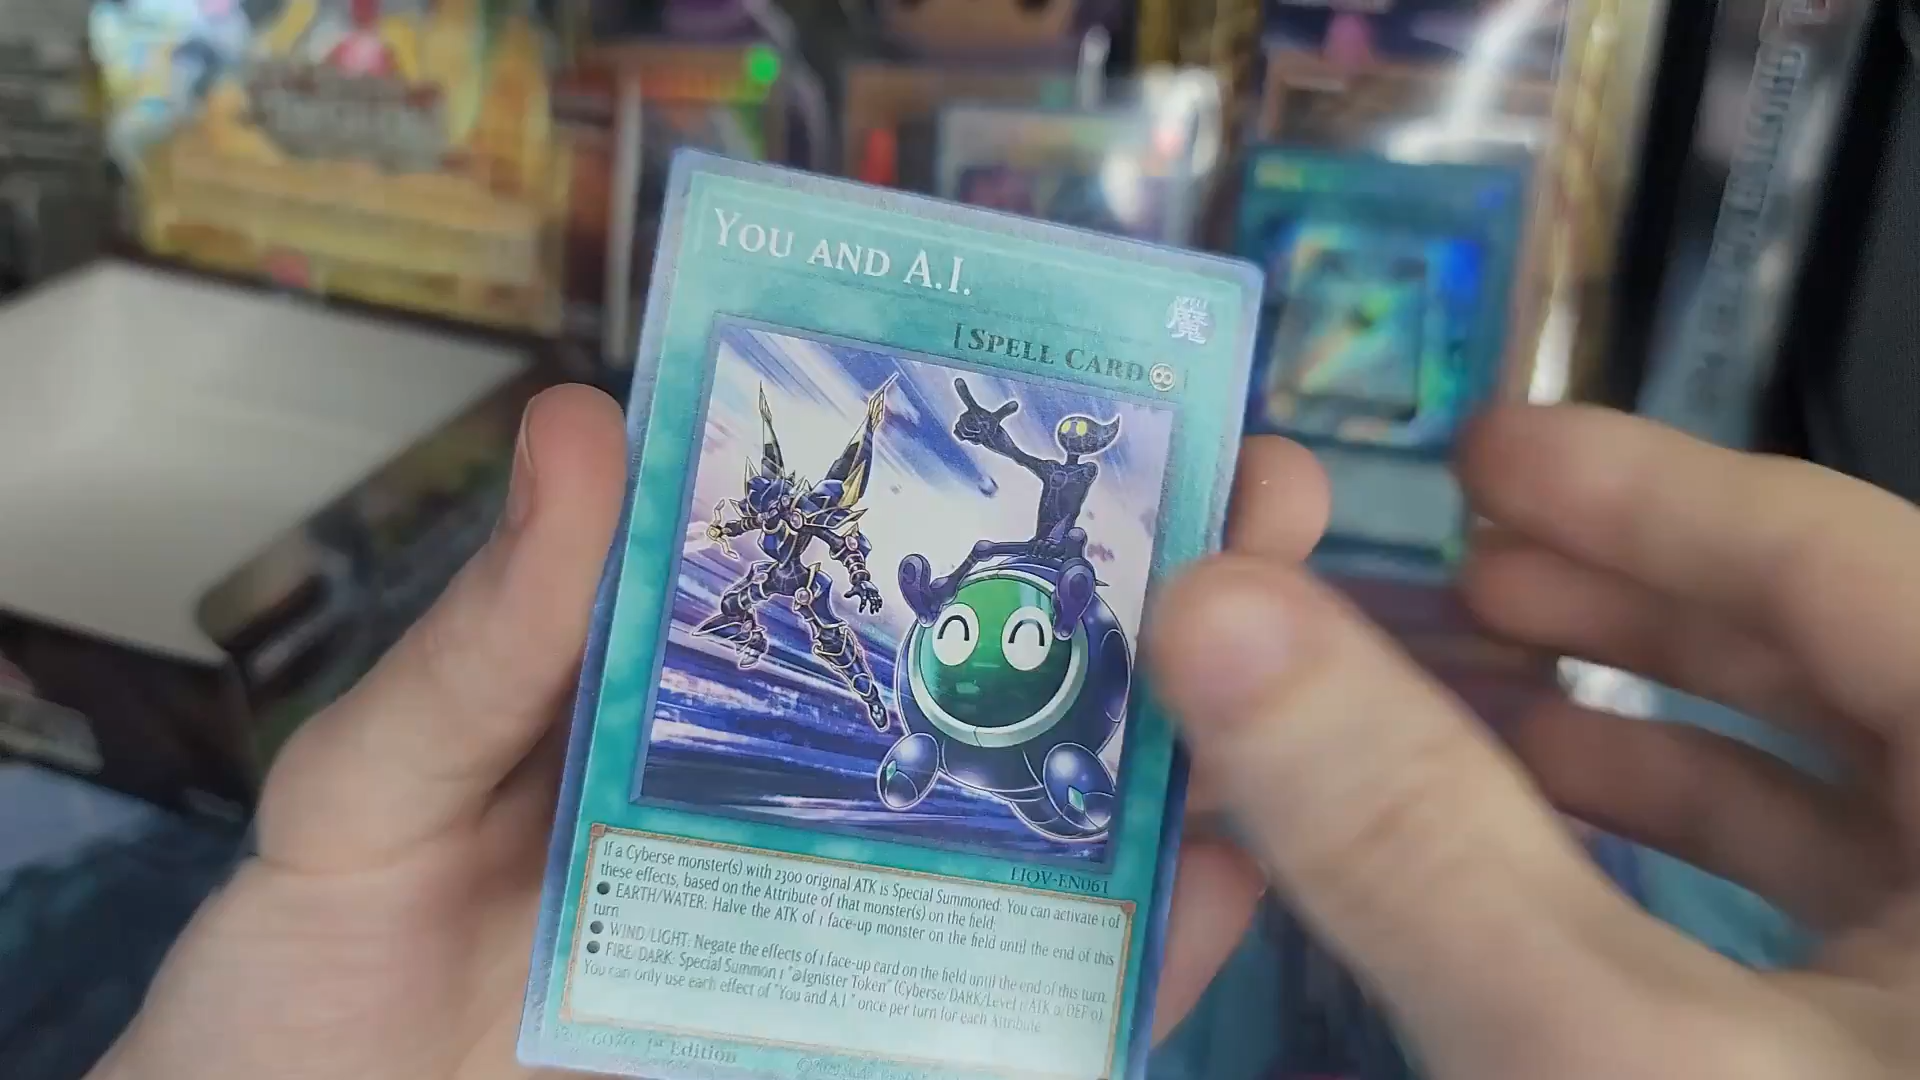 YOU AND A.I.
魔
[SPELL CARD
LIOV-EN061
If a Cyberse monster(s) with 2300 original ATK is Special Summoned: You can activate 1 of
these effects, based on the Attribute of that monster(s) on the field;
● EARTH/WATER: Halve the ATK of 1 face-up monster on the field until the end of this
turn
● WIND/LIGHT: Negate the effects of 1 face-up card on the field until the end of this turn.
● FIRE/DARK: Special Summon 1 "@Ignister Token" (Cyberse/DARK/Level 1/ATK 0/DEF 0).
You can only use each effect of "You and A.I." once per turn for each Attribute.
1st Edition